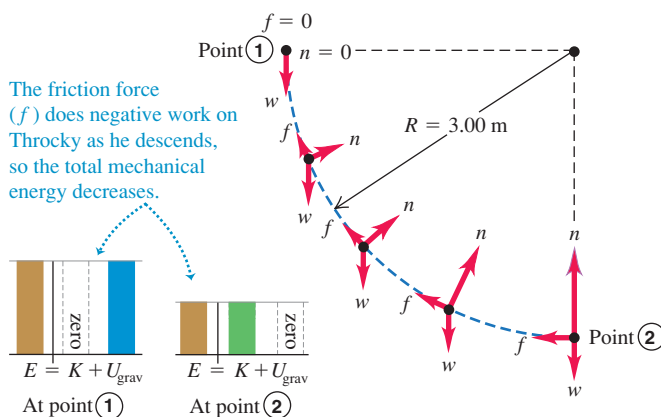 f = 0
Point 1 n = 0
w
The friction force
(f) does negative work on
Throcky as he descends,
so the total mechanical
energy decreases.
R = 3.00 m
f
n
w
f
n
w
f
n
w
n
f
Point 2
w
zero
E = K + Ugrav
At point 1
zero
E = K + Ugrav
At point 2